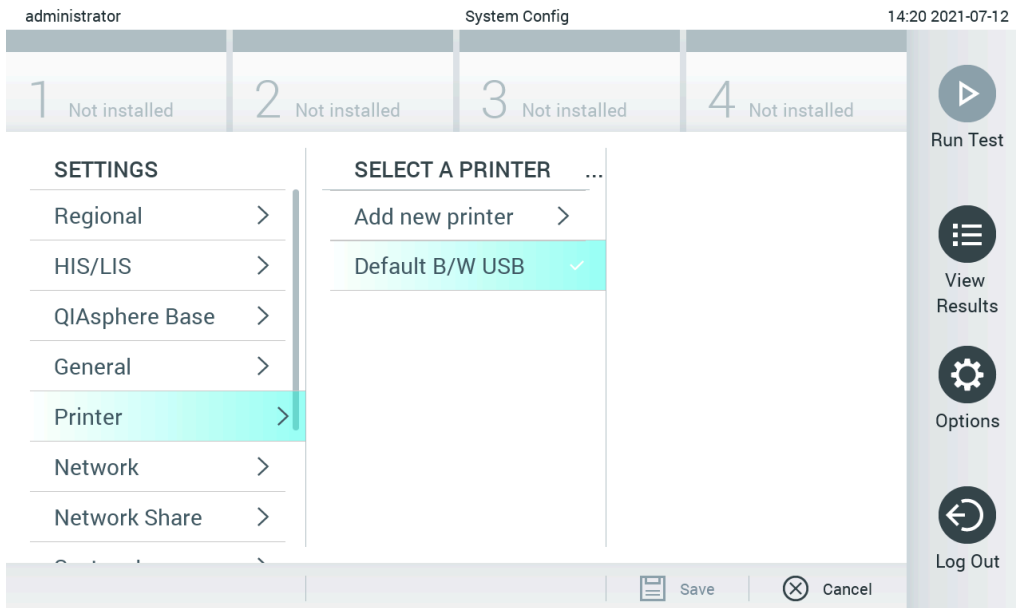 administrator System Config 14:20 2021-07-12
1 Not installed 2 Not installed 3 Not installed 4 Not installed
Run Test
SETTINGS
Regional
HIS/LIS
QIAsphere Base
General
Printer
Network
Network Share
SELECT A PRINTER ...
Add new printer
Default B/W USB
View
Results
Options
Log Out
Save Cancel